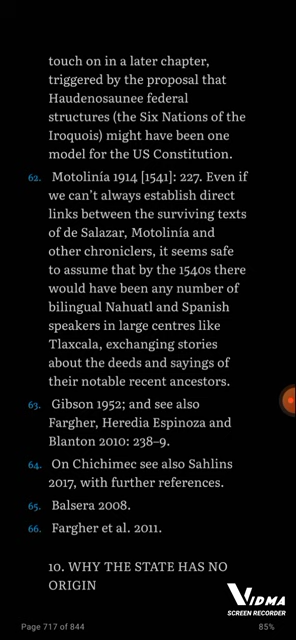 touch on in a later chapter,
triggered by the proposal that
Haudenosaunee federal
structures (the Six Nations of the
Iroquois) might have been one
model for the US Constitution.
62. Motolinía 1914 [1541]: 227. Even if
we can't always establish direct
links between the surviving texts
of de Salazar, Motolinía and
other chroniclers, it seems safe
to assume that by the 1540s there
would have been any number of
bilingual Nahuatl and Spanish
speakers in large centres like
Tlaxcala, exchanging stories
about the deeds and sayings of
their notable recent ancestors.
63. Gibson 1952; and see also
Fargher, Heredia Espinoza and
Blanton 2010: 238–9.
64. On Chichimec see also Sahlins
2017, with further references.
65. Balsera 2008.
66. Fargher et al. 2011.
10. WHY THE STATE HAS NO
ORIGIN
VIDMA
SCREEN RECORDER
Page 717 of 844 85%